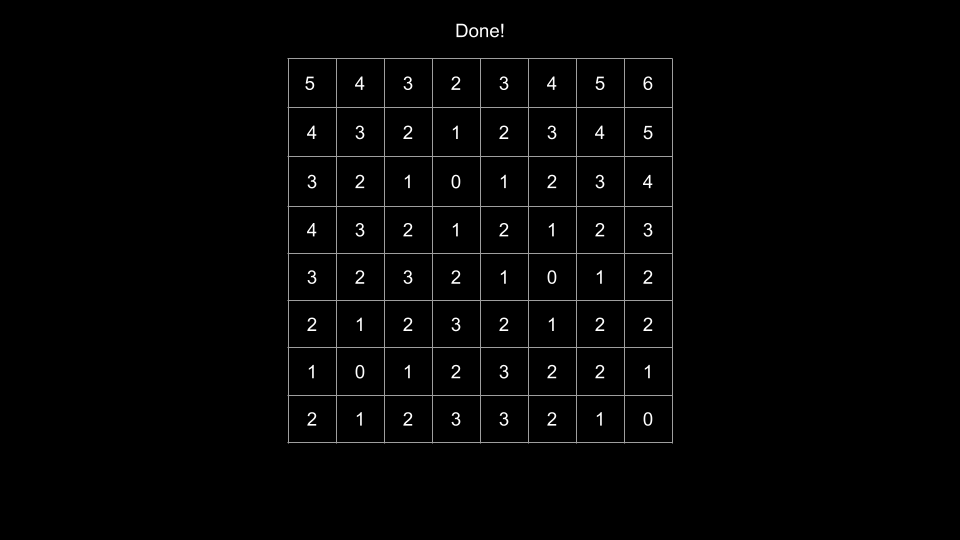 Done!
5 4 3 2 3 4 5 6
4 3 2 1 2 3 4 5
3 2 1 0 1 2 3 4
4 3 2 1 2 1 2 3
3 2 3 2 1 0 1 2
2 1 2 3 2 1 2 2
1 0 1 2 3 2 2 1
2 1 2 3 3 2 1 0